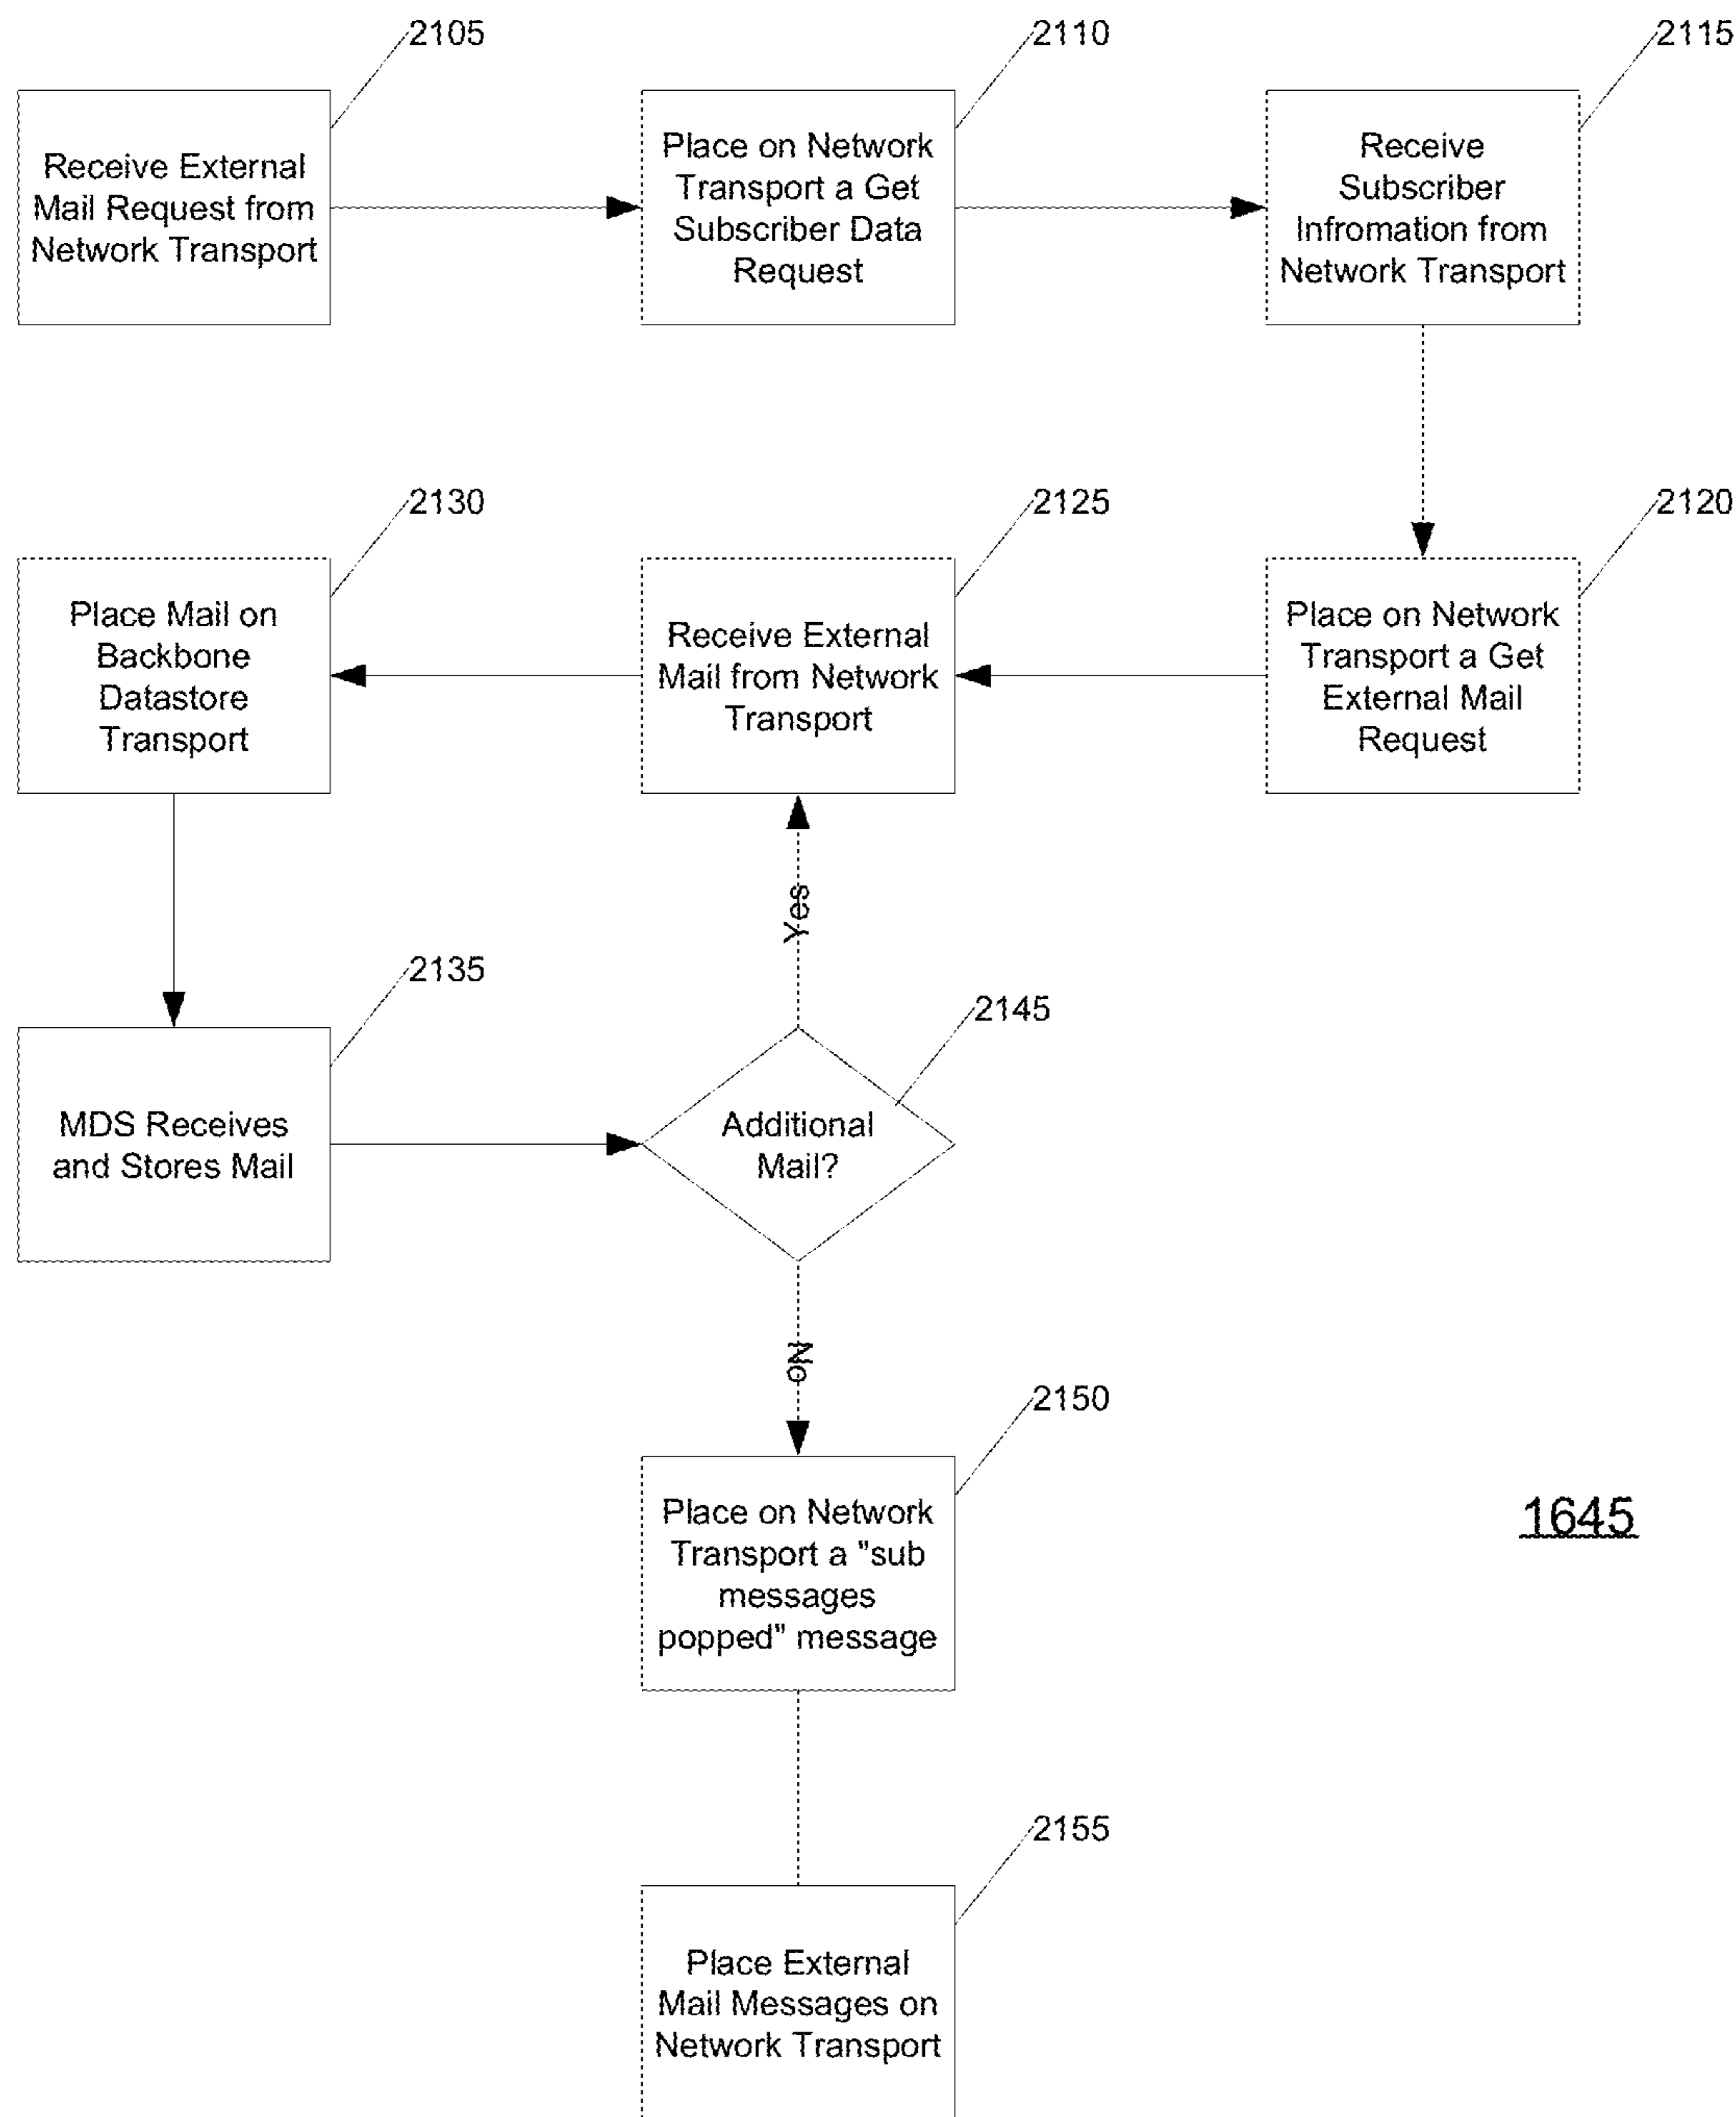 2105
Receive External
Mail Request from
Network Transport
2110
Place on Network
Transport a Get
Subscriber Data
Request
2115
Receive
Subscriber
Infromation from
Network Transport
2120
Place on Network
Transport a Get
External Mail
Request
2125
Receive External
Mail from Network
Transport
2130
Place Mail on
Backbone
Datastore
Transport
2135
MDS Receives
and Stores Mail
2145
Additional
Mail?
Yes
No
2150
Place on Network
Transport a "sub
messages
popped" message
2155
Place External
Mail Messages on
Network Transport
1645